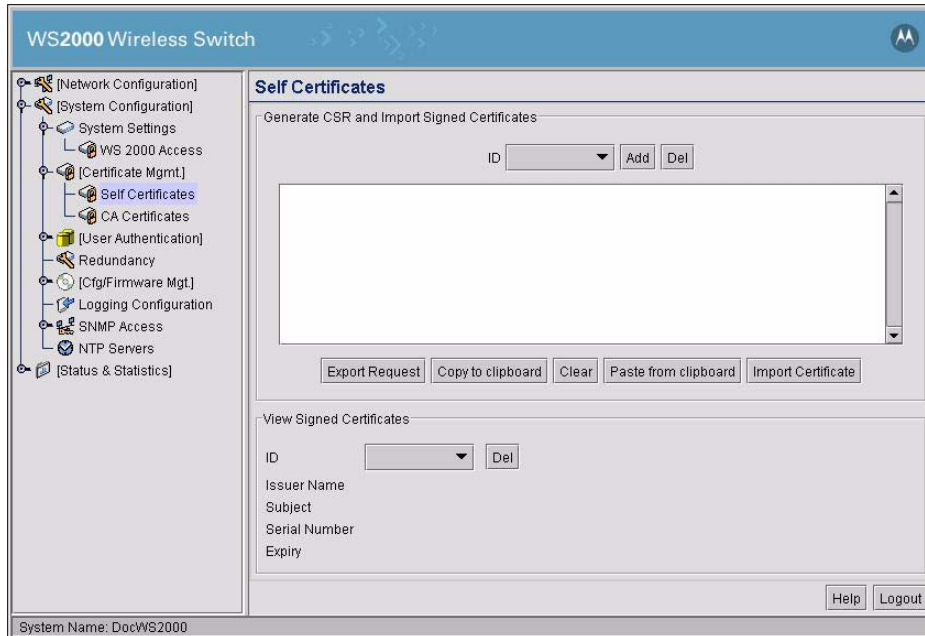 WS2000 Wireless Switch
[Network Configuration]
[System Configuration]
System Settings
WS 2000 Access
[Certificate Mgmt.]
Self Certificates
CA Certificates
[User Authentication]
Redundancy
[Cfg/Firmware Mgt.]
Logging Configuration
SNMP Access
NTP Servers
[Status & Statistics]
Self Certificates
Generate CSR and Import Signed Certificates
ID Add Del
Export Request Copy to clipboard Clear Paste from clipboard Import Certificate
View Signed Certificates
ID Del
Issuer Name
Subject
Serial Number
Expiry
Help Logout
System Name: DocWS2000